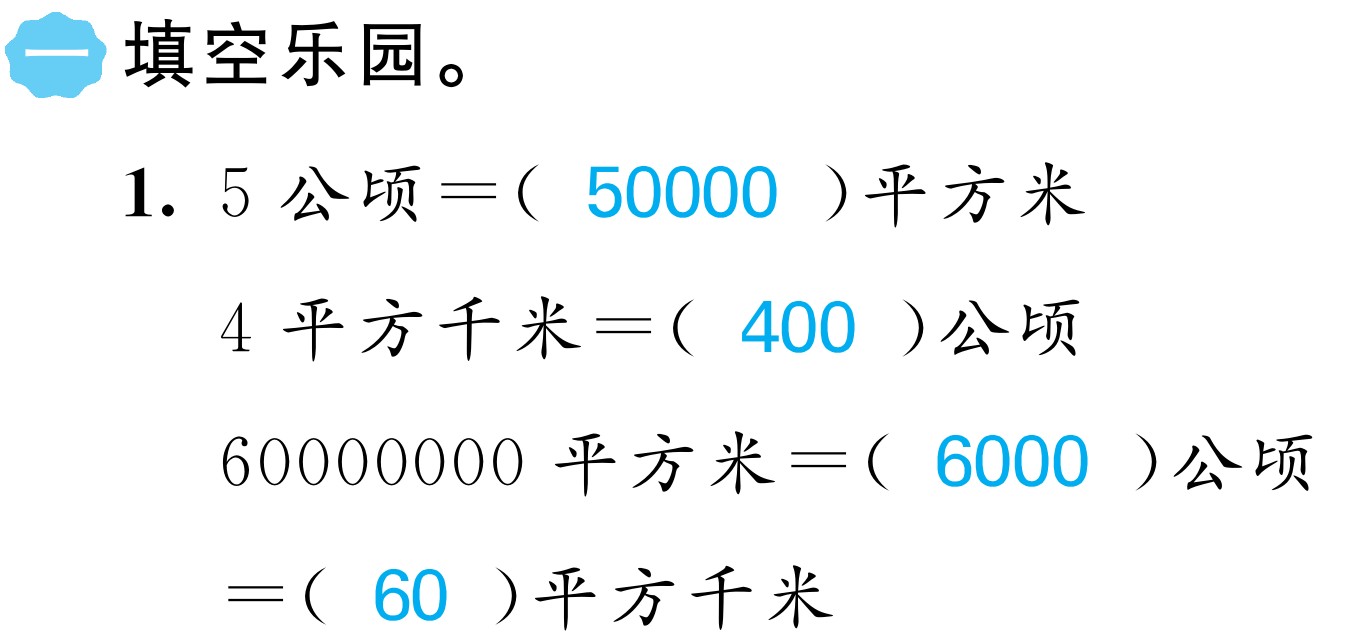 一 填空乐园。
1. 5 公顷=( 50000 )平方米
4 平方千米=( 400 )公顷
60000000 平方米=( 6000 )公顷
=( 60 )平方千米